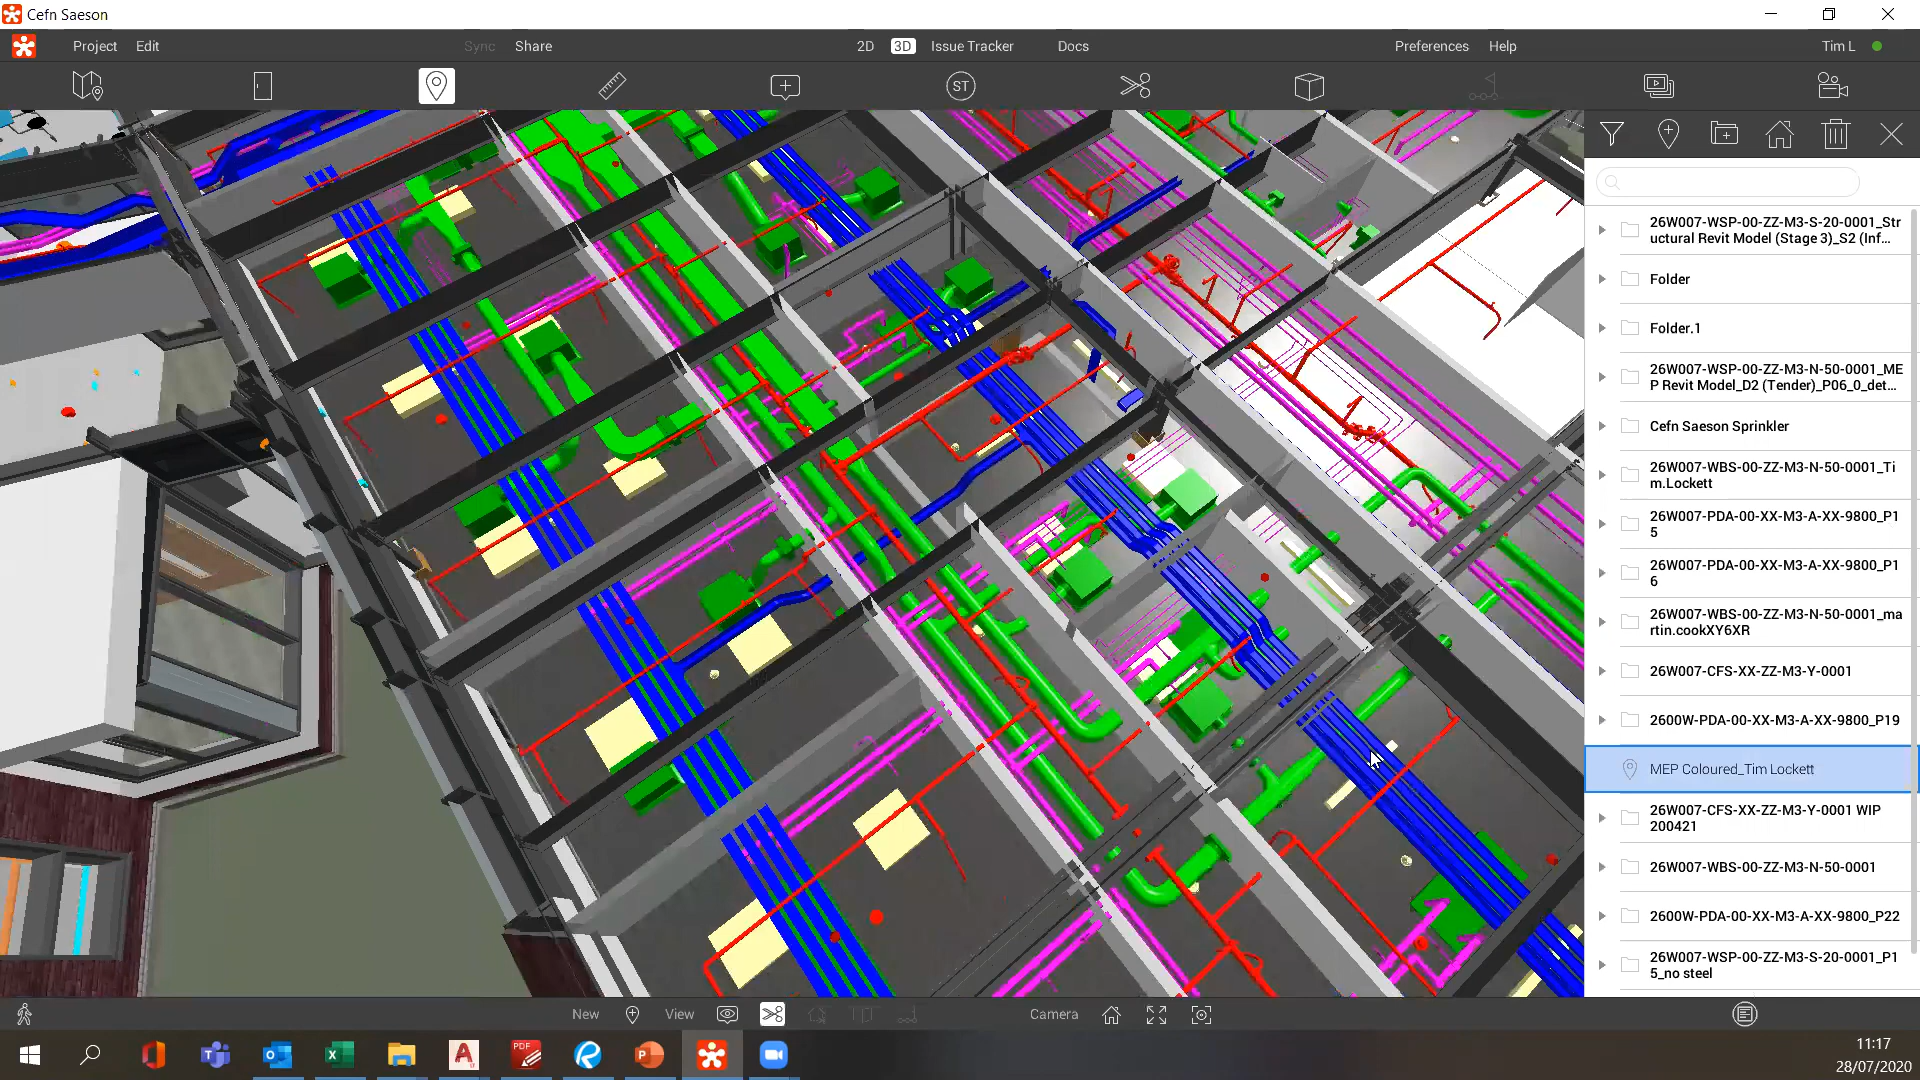 Cefn Saeson
Project Edit Sync Share 2D 3D Issue Tracker Docs Preferences Help Tim L
ST
26W007-WSP-00-ZZ-M3-S-20-0001_Str
uctural Revit Model (Stage 3)_S2 (Inf...
Folder
Folder.1
26W007-WSP-00-ZZ-M3-N-50-0001_ME
P Revit Model_D2 (Tender)_P06_0_det...
Cefn Saeson Sprinkler
26W007-WBS-00-ZZ-M3-N-50-0001_Ti
m.Lockett
26W007-PDA-00-XX-M3-A-XX-9800_P1
5
26W007-PDA-00-XX-M3-A-XX-9800_P1
6
26W007-WBS-00-ZZ-M3-N-50-0001_ma
rtin.cookXY6XR
26W007-CFS-XX-ZZ-M3-Y-0001
2600W-PDA-00-XX-M3-A-XX-9800_P19
MEP Coloured_Tim Lockett
26W007-CFS-XX-ZZ-M3-Y-0001 WIP
200421
26W007-WBS-00-ZZ-M3-N-50-0001
2600W-PDA-00-XX-M3-A-XX-9800_P22
26W007-WSP-00-ZZ-M3-S-20-0001_P1
5_no steel
New View Camera
PDF
11:17
28/07/2020